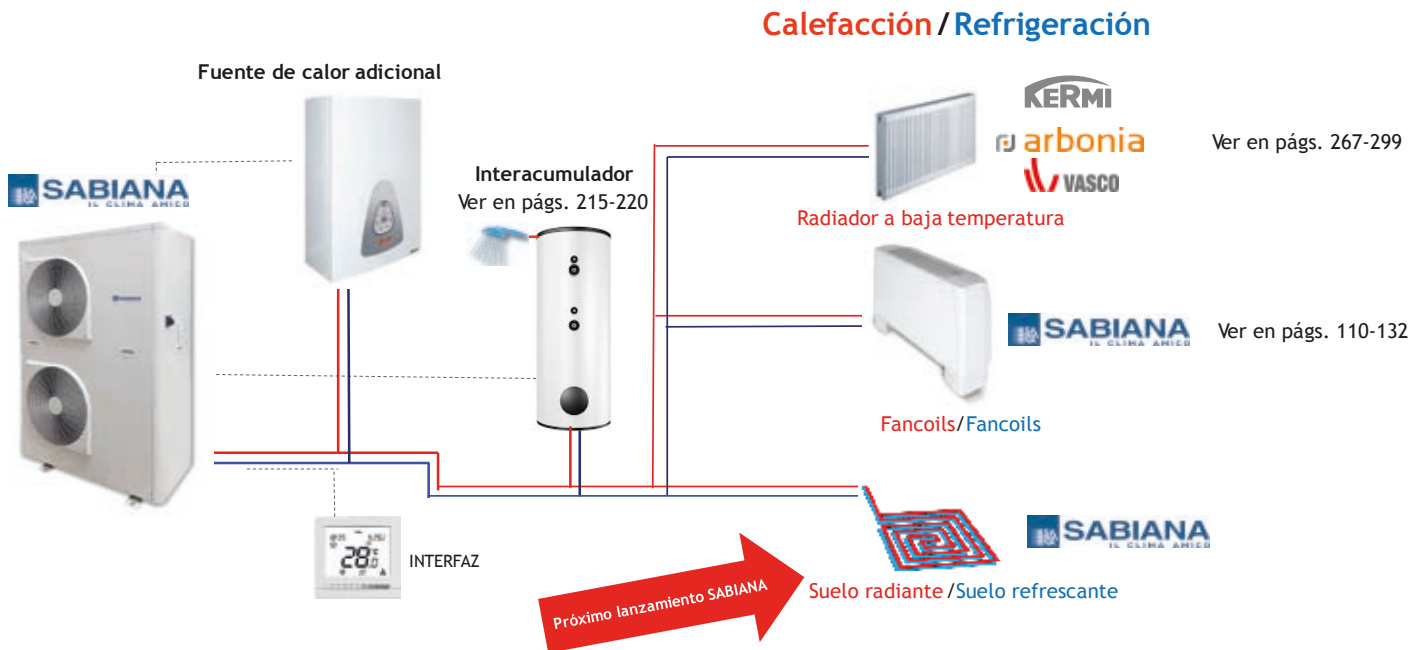 Calefacción / Refrigeración
Fuente de calor adicional
SABIANA
IL CLIMA AMICO
Interacumulador
Ver en págs. 215-220
KERMI
arbonia
VASCO
Ver en págs. 267-299
Radiador a baja temperatura
SABIANA
IL CLIMA AMICO
Ver en págs. 110-132
Fancoils/Fancoils
28
INTERFAZ
Próximo lanzamiento SABIANA
SABIANA
IL CLIMA AMICO
Suelo radiante /Suelo refrescante